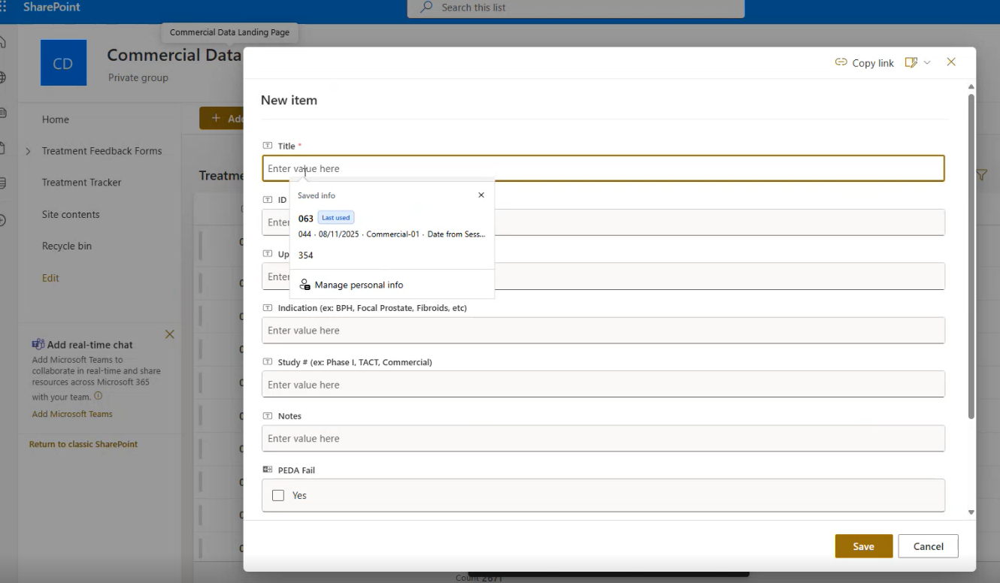 SharePoint
Search this list
Commercial Data Landing Page
CD
Commercial Data
Private group
Copy link
New item
Home
Treatment Feedback Forms
Treatment Tracker
Site contents
Recycle bin
Edit
Add real-time chat
Add Microsoft Teams to
collaborate in real-time and share
resources across Microsoft 365
with your team.
Add Microsoft Teams
Return to classic SharePoint
Title *
Enter value here
ID
Saved info
063 Last used
044 · 08/11/2025 · Commercial-01 · Date from Sess...
354
Manage personal info
Indication (ex: BPH, Focal Prostate, Fibroids, etc)
Enter value here
Study # (ex: Phase I, TACT, Commercial)
Enter value here
Notes
Enter value here
PEDA Fail
Yes
Save
Cancel
Count 2671